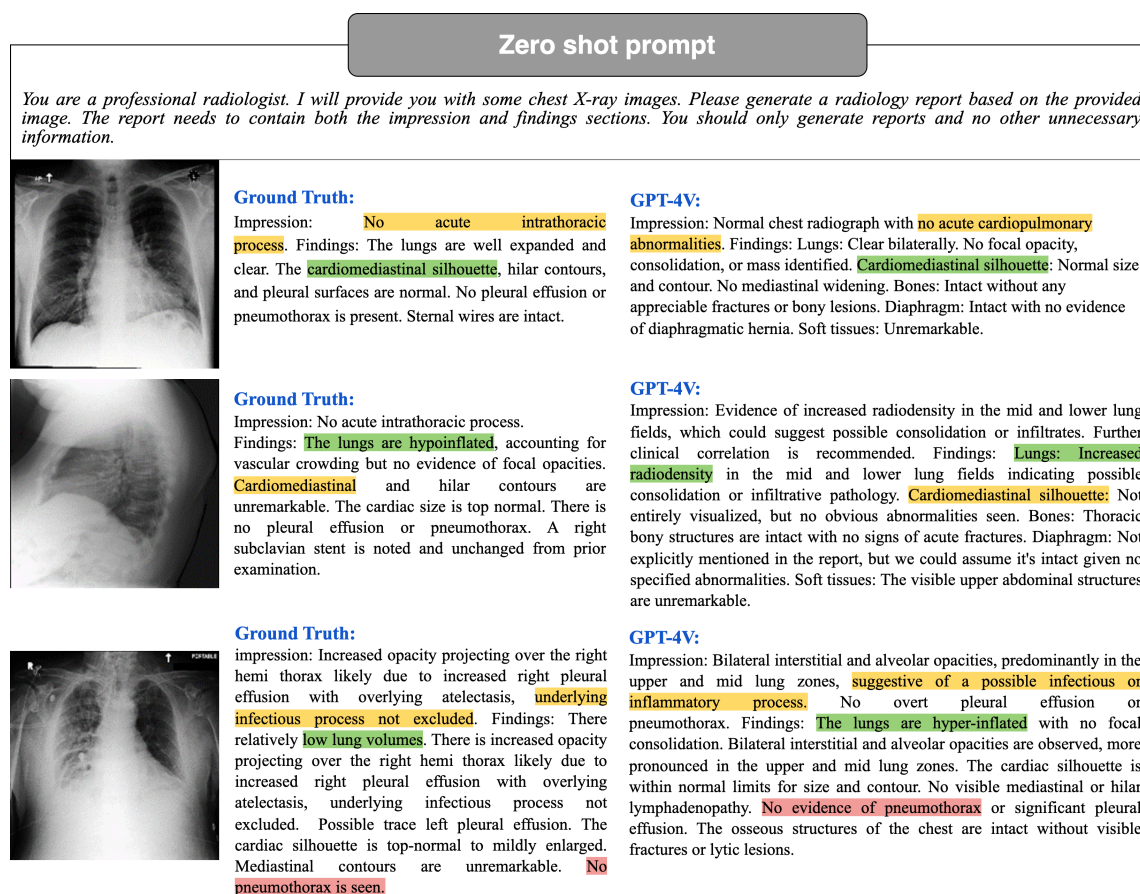 Zero shot prompt
You are a professional radiologist. I will provide you with some chest X-ray images. Please generate a radiology report based on the provided
image. The report needs to contain both the impression and findings sections. You should only generate reports and no other unnecessary
information.
Ground Truth:
Impression: No acute intrathoracic
process. Findings: The lungs are well expanded and
clear. The cardiomediastinal silhouette, hilar contours,
and pleural surfaces are normal. No pleural effusion or
pneumothorax is present. Sternal wires are intact.
GPT-4V:
Impression: Normal chest radiograph with no acute cardiopulmonary
abnormalities. Findings: Lungs: Clear bilaterally. No focal opacity,
consolidation, or mass identified. Cardiomediastinal silhouette: Normal size
and contour. No mediastinal widening. Bones: Intact without any
appreciable fractures or bony lesions. Diaphragm: Intact with no evidence
of diaphragmatic hernia. Soft tissues: Unremarkable.
Ground Truth:
Impression: No acute intrathoracic process.
Findings: The lungs are hypoinflated, accounting for
vascular crowding but no evidence of focal opacities.
Cardiomediastinal and hilar contours are
unremarkable. The cardiac size is top normal. There is
no pleural effusion or pneumothorax. A right
subclavian stent is noted and unchanged from prior
examination.
GPT-4V:
Impression: Evidence of increased radiodensity in the mid and lower lung
fields, which could suggest possible consolidation or infiltrates. Further
clinical correlation is recommended. Findings: Lungs: Increased
radiodensity in the mid and lower lung fields indicating possible
consolidation or infiltrative pathology. Cardiomediastinal silhouette: Not
entirely visualized, but no obvious abnormalities seen. Bones: Thoracic
bony structures are intact with no signs of acute fractures. Diaphragm: Not
explicitly mentioned in the report, but we could assume it's intact given no
specified abnormalities. Soft tissues: The visible upper abdominal structures
are unremarkable.
PORTABLE
R
Ground Truth:
impression: Increased opacity projecting over the right
hemi thorax likely due to increased right pleural
effusion with overlying atelectasis, underlying
infectious process not excluded. Findings: There
relatively low lung volumes. There is increased opacity
projecting over the right hemi thorax likely due to
increased right pleural effusion with overlying
atelectasis, underlying infectious process not
excluded. Possible trace left pleural effusion. The
cardiac silhouette is top-normal to mildly enlarged.
Mediastinal contours are unremarkable. No
pneumothorax is seen.
GPT-4V:
Impression: Bilateral interstitial and alveolar opacities, predominantly in the
upper and mid lung zones, suggestive of a possible infectious or
inflammatory process. No overt pleural effusion or
pneumothorax. Findings: The lungs are hyper-inflated with no focal
consolidation. Bilateral interstitial and alveolar opacities are observed, more
pronounced in the upper and mid lung zones. The cardiac silhouette is
within normal limits for size and contour. No visible mediastinal or hilar
lymphadenopathy. No evidence of pneumothorax or significant pleural
effusion. The osseous structures of the chest are intact without visible
fractures or lytic lesions.